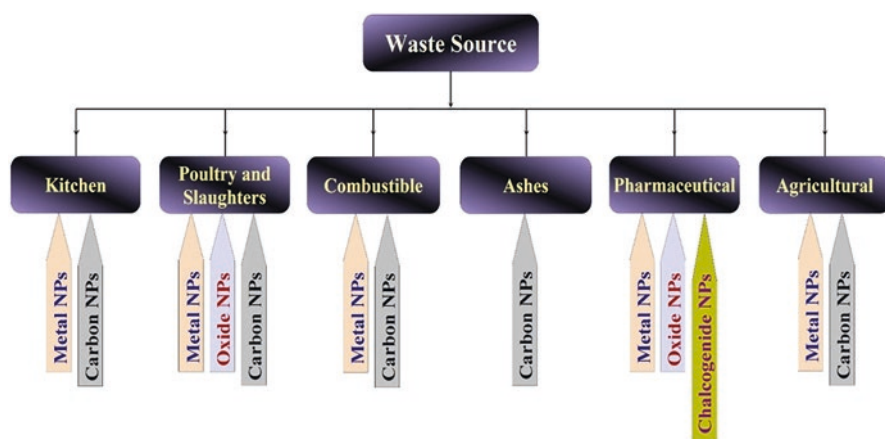 Waste Source
Kitchen
Poultry and
Slaughters
Combustible
Ashes
Pharmaceutical
Agricultural
Metal NPs
Carbon NPs
Metal NPs
Oxide NPs
Carbon NPs
Metal NPs
Carbon NPs
Carbon NPs
Metal NPs
Oxide NPs
Chalcogenide NPs
Metal NPs
Carbon NPs